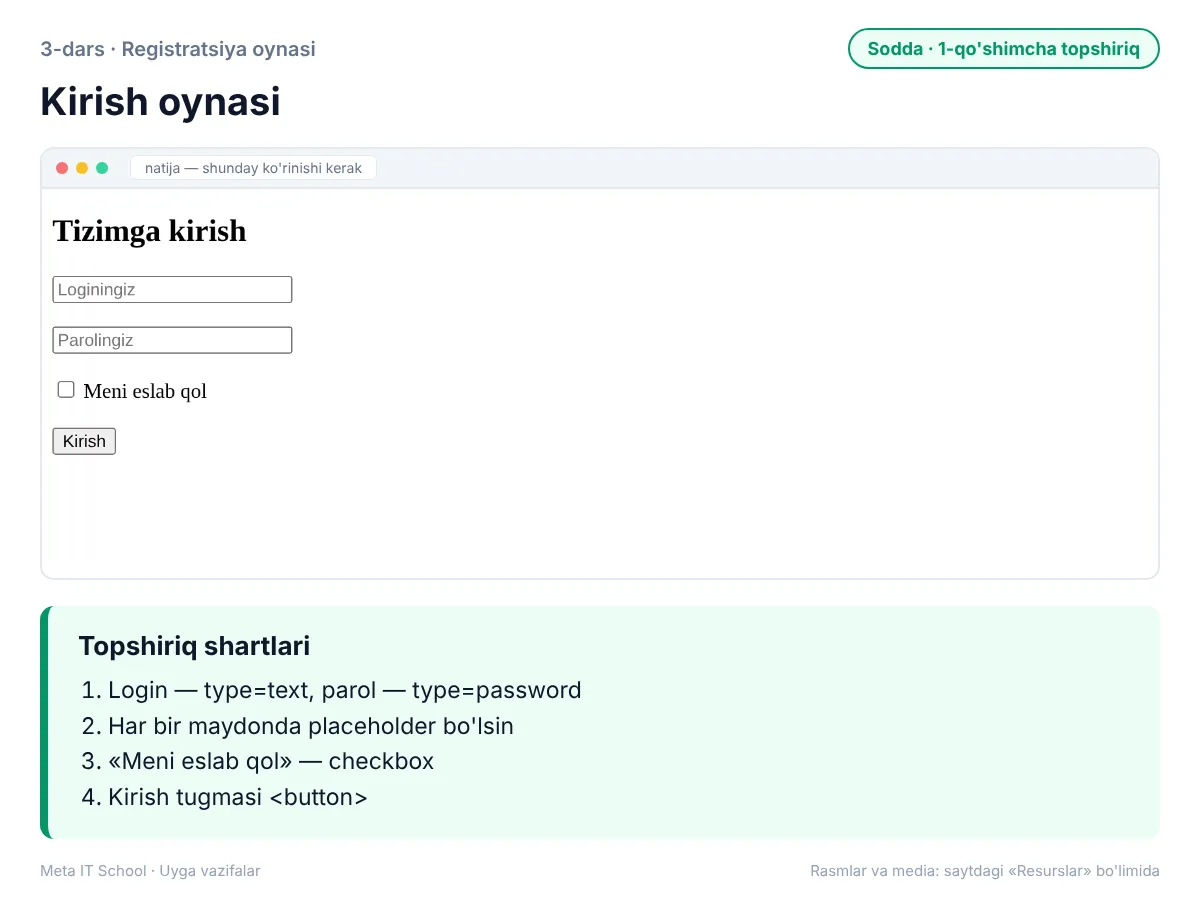 3-dars · Registratsiya oynasi
Sodda · 1-qo'shimcha topshiriq
Kirish oynasi
natija — shunday ko'rinishi kerak
Tizimga kirish
Loginingiz
Parolingiz
Meni eslab qol
Kirish
Topshiriq shartlari
1. Login — type=text, parol — type=password
2. Har bir maydonda placeholder bo'lsin
3. «Meni eslab qol» — checkbox
4. Kirish tugmasi <button>
Meta IT School · Uyga vazifalar
Rasmlar va media: saytdagi «Resurslar» bo'limida